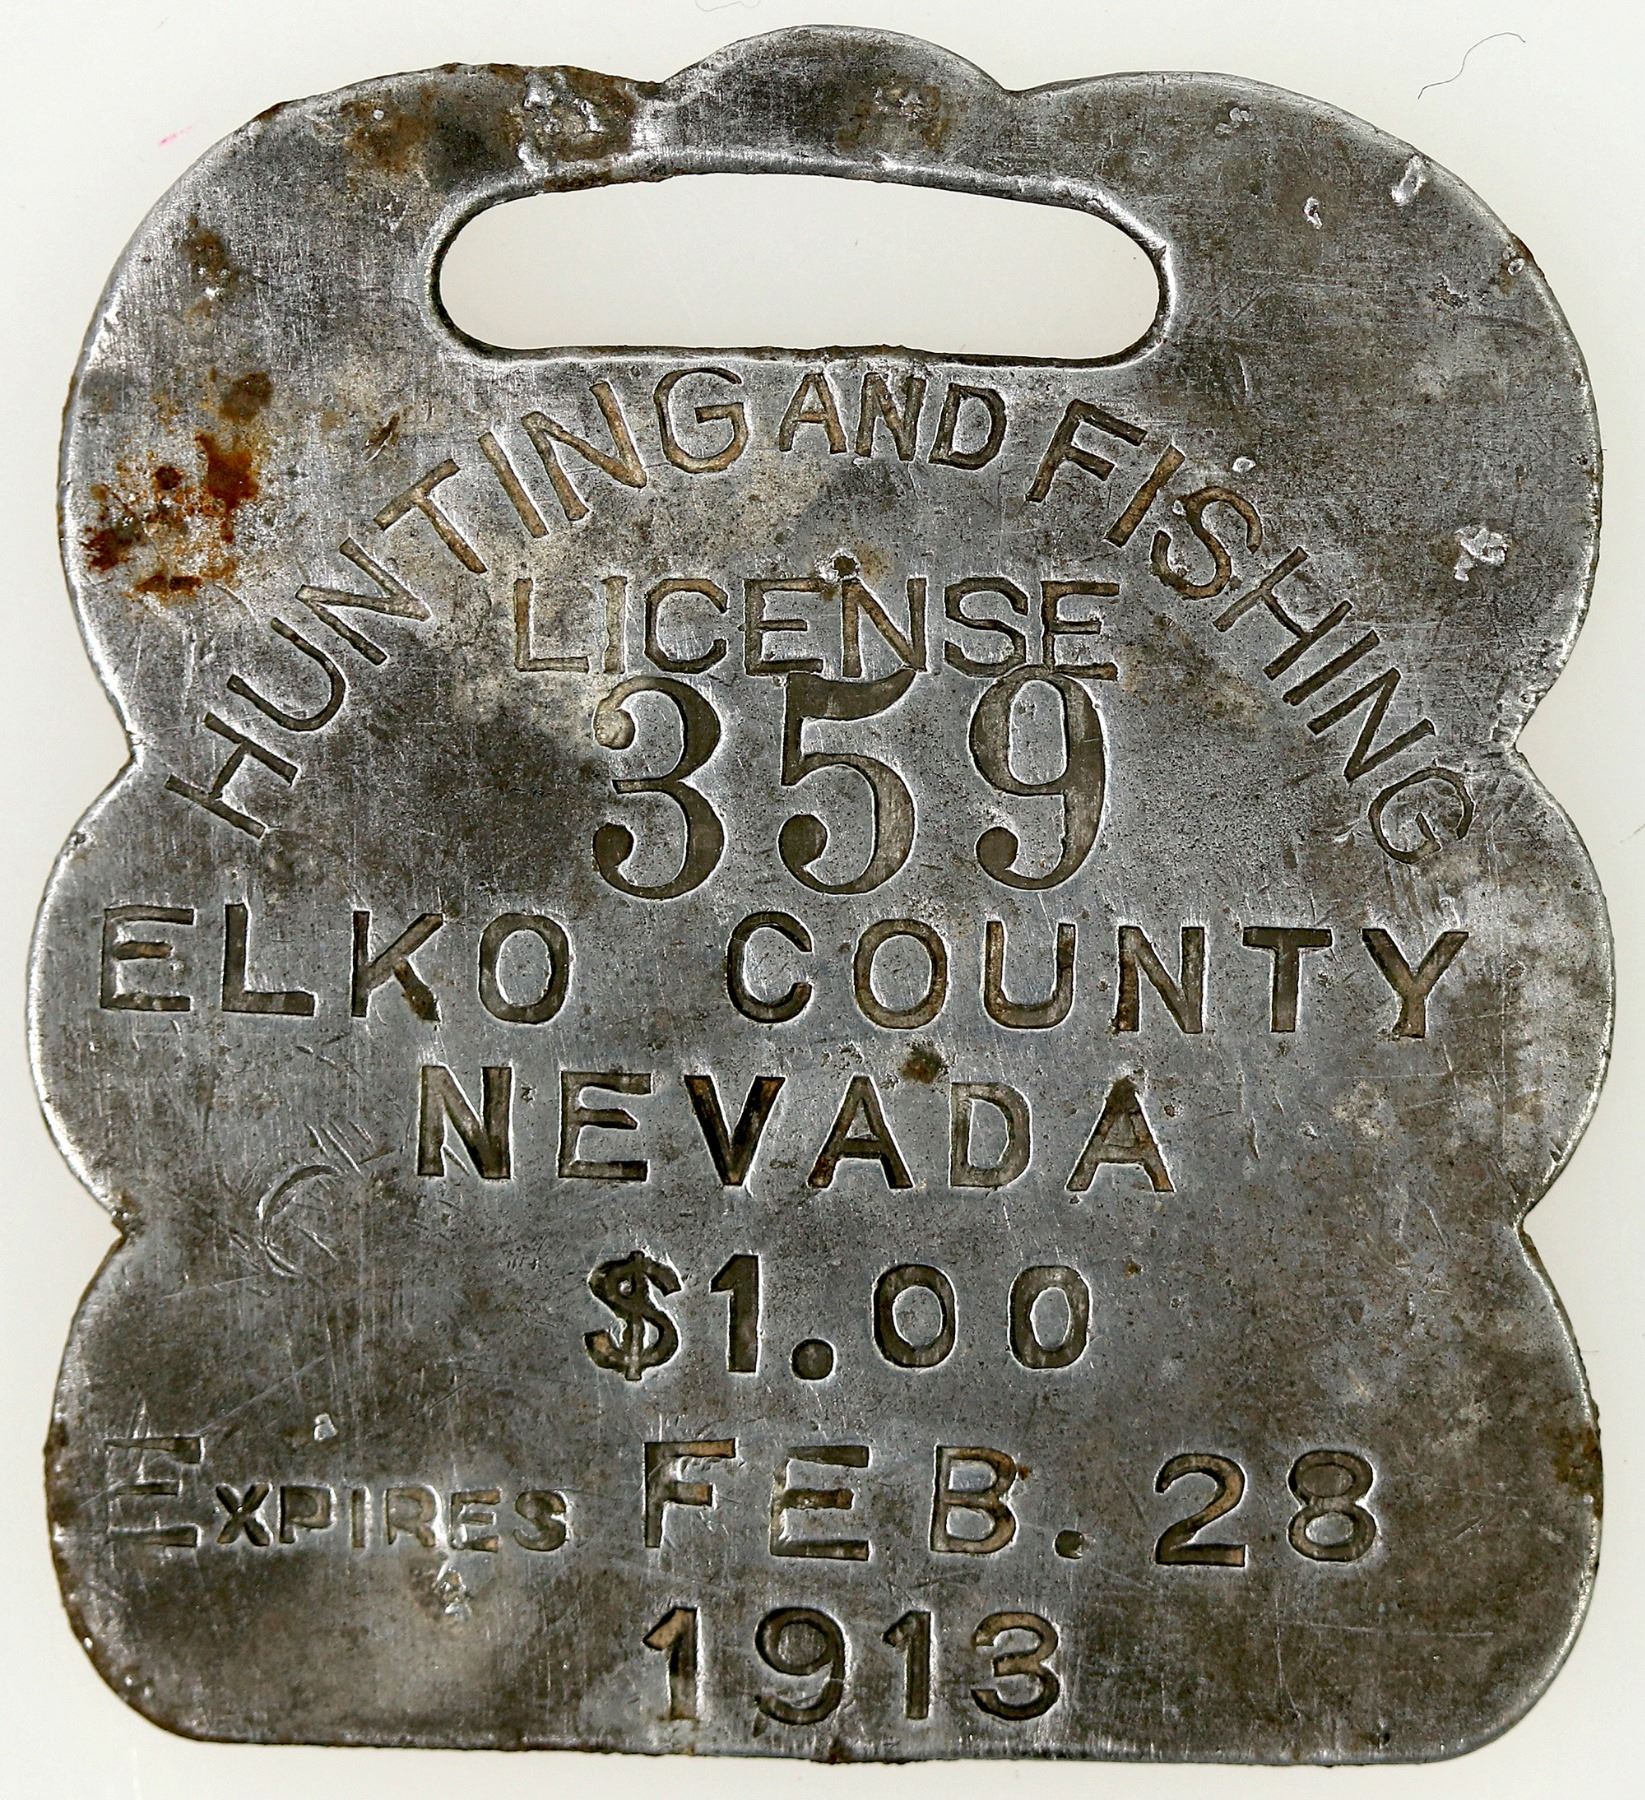 HUNTING AND FISHING
LICENSE
359
ELKO COUNTY
NEVADA
$1.00
EXPIRES FEB. 28
1913